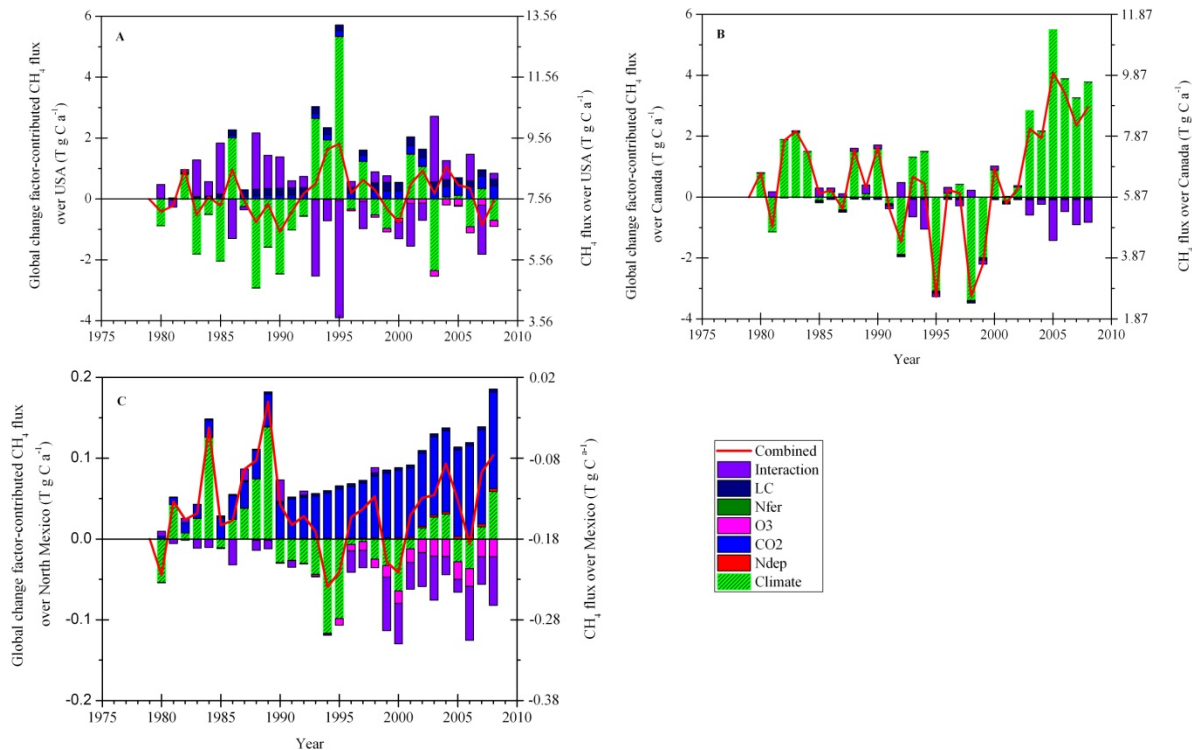 A
Global change factor-contributed CH4 flux
over USA (T g C a-1)
6
4
2
0
-2
-4
13.56
11.56
9.56
7.56
5.56
3.56
CH4 flux over USA (T g C a-1)
1975 1980 1985 1990 1995 2000 2005 2010
B
Global change factor-contributed CH4 flux
over Canada (T g C a-1)
6
4
2
0
-2
-4
11.87
9.87
7.87
5.87
3.87
1.87
CH4 flux over Canada (T g C a-1)
1975 1980 1985 1990 1995 2000 2005 2010
Year
C
Global change factor-contributed CH4 flux
over North Mexico (T g C a-1)
0.2
0.1
0.0
-0.1
-0.2
0.02
-0.08
-0.18
-0.28
-0.38
CH4 flux over Mexico (T g C a-1)
1975 1980 1985 1990 1995 2000 2005 2010
Year
Combined
Interaction
LC
Nfer
O3
CO2
Ndep
Climate